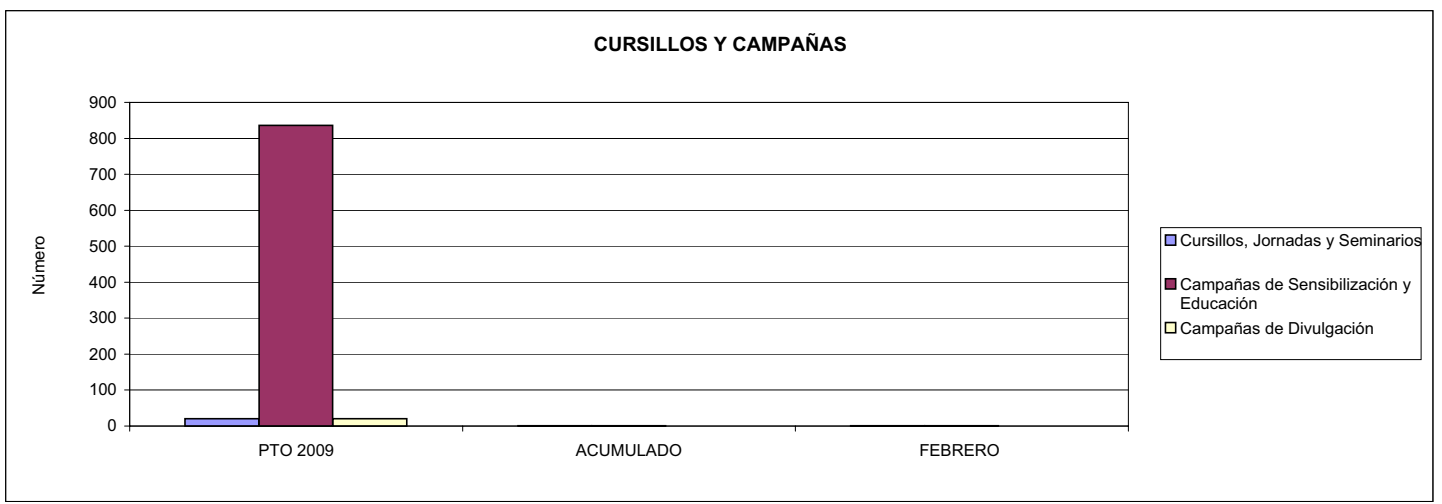 CURSILLOS Y CAMPAÑAS
900
800
700
600
500
400
300
200
100
0
Número
PTO 2009
ACUMULADO
FEBRERO
Cursillos, Jornadas y Seminarios
Campañas de Sensibilización y
Educación
Campañas de Divulgación